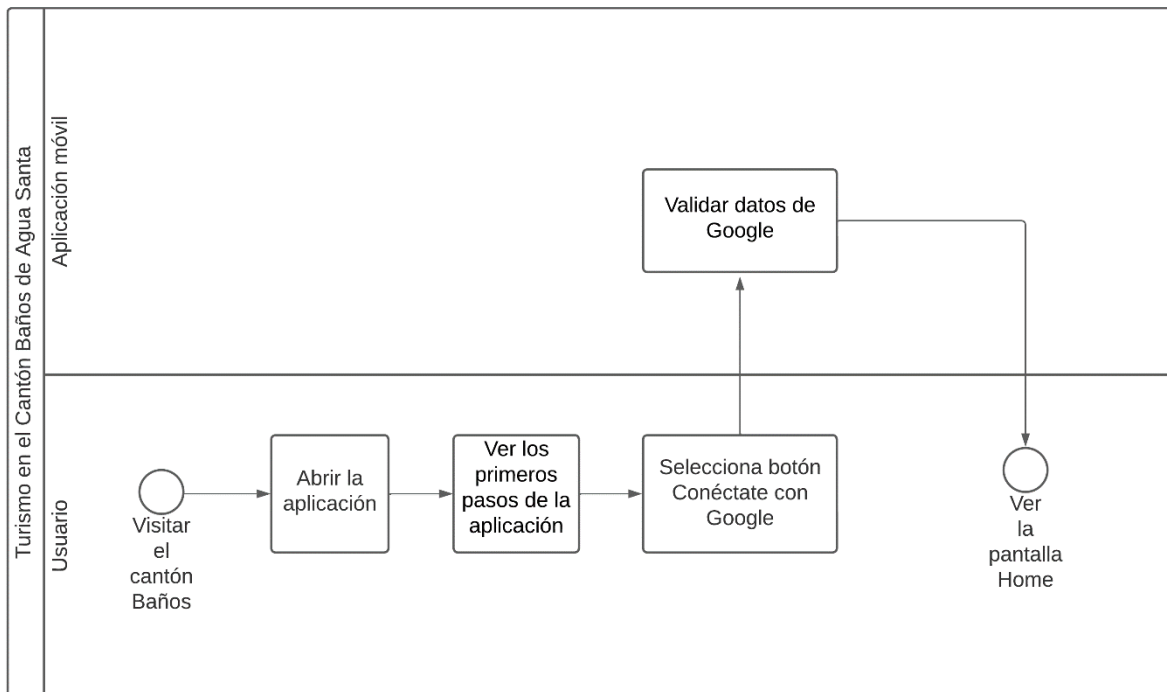 Turismo en el Cantón Baños de Agua Santa
Aplicación móvil
Validar datos de
Google
Usuario
Visitar
el
cantón
Baños
Abrir la
aplicación
Ver los
primeros
pasos de la
aplicación
Selecciona botón
Conéctate con
Google
Ver
la
pantalla
Home